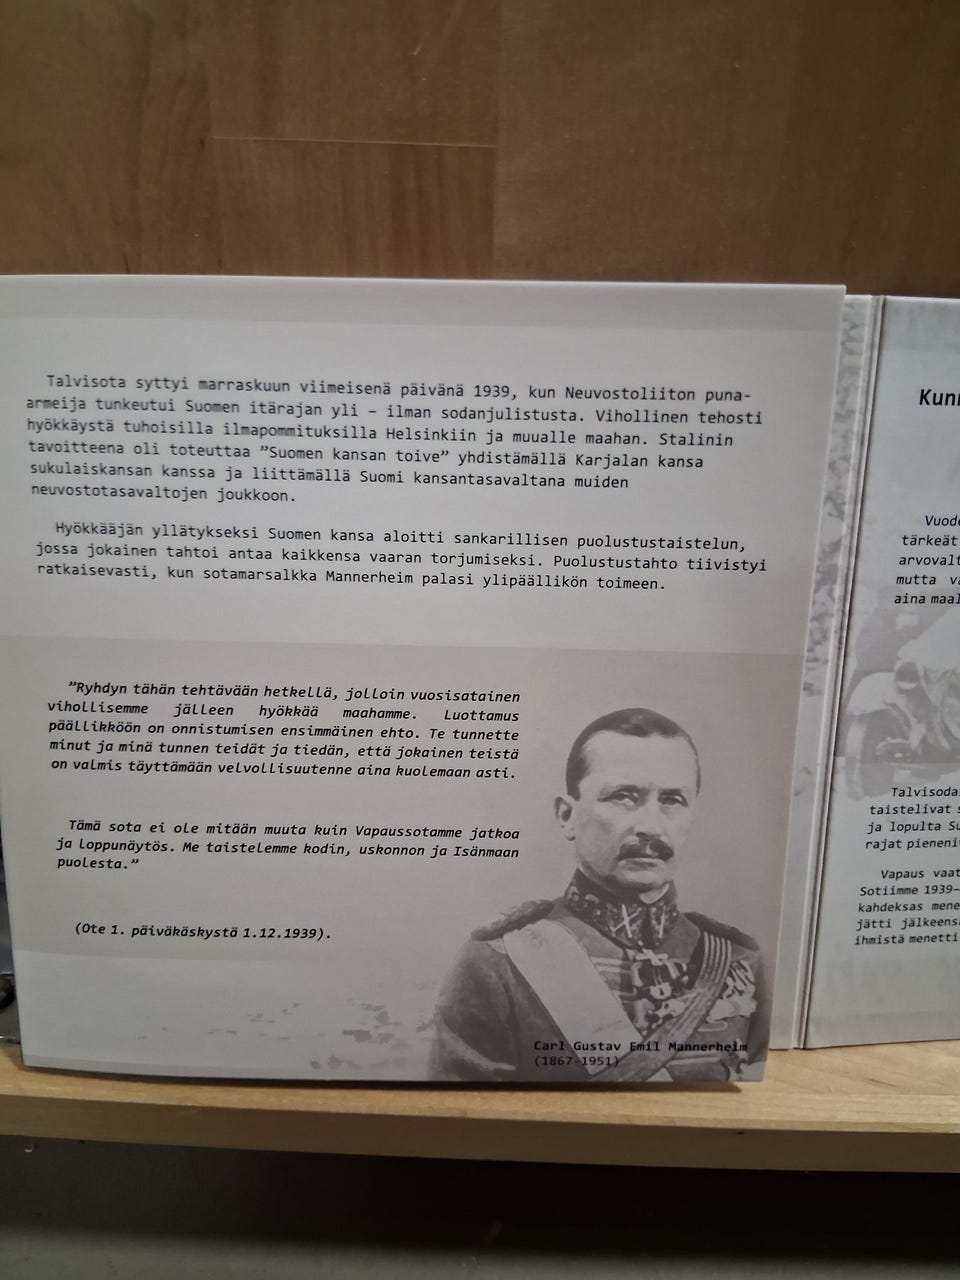 Talvisota syttyi marraskuun viimeisenä päivänä 1939, kun Neuvostoliiton puna-
armeija tunkeutui Suomen itärajan yli – ilman sodanjulistusta. Vihollinen tehosti
hyökkäystä tuhoisilla ilmapommituksilla Helsinkiin ja muualle maahan. Stalinin
tavoitteena oli toteuttaa ”Suomen kansan toive” yhdistämällä Karjalan kansa
sukulaiskansan kanssa ja liittämällä Suomi kansantasavaltana muiden
neuvostotasavaltojen joukkoon.
Hyökkääjän yllätykseksi Suomen kansa aloitti sankarillisen puolustustaistelun,
jossa jokainen tahtoi antaa kaikkensa vaaran torjumiseksi. Puolustustahto tiivistyi
ratkaisevasti, kun sotamarsalkka Mannerheim palasi ylipäällikön toimeen.
”Ryhdyn tähän tehtävään hetkellä, jolloin vuosisatainen
vihollisemme jälleen hyökkää maahamme. Luottamus
päällikköön on onnistumisen ensimmäinen ehto. Te tunnette
minut ja minä tunnen teidät ja tiedän, että jokainen teistä
on valmis täyttämään velvollisuutenne aina kuolemaan asti.
Tämä sota ei ole mitään muuta kuin Vapaussotamme jatkoa
ja loppunäytös. Me taistelemme kodin, uskonnon ja Isänmaan
puolesta.”
(Ote 1. päiväkäskystä 1.12.1939).
Carl Gustav Emil Mannerheim
(1867-1951)
tärkeät
mutta
aina
Talvisoda
taistelivat
ja lopulta
rajat
Vapaus
Sotiimme 1939–
kahdeksas
jätti
ihmistä menetti